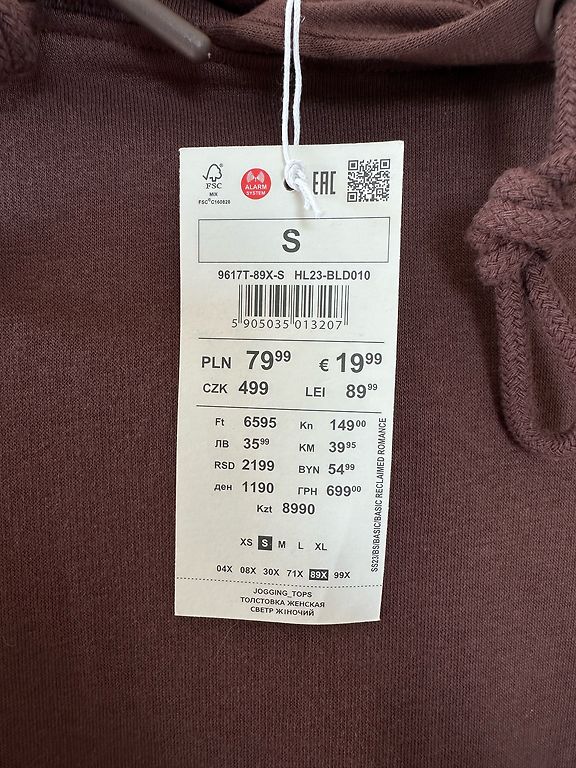 FSC
MIX
FSC® C160828
ALARM
SYSTEM
EAC
S
9617T-89X-S HL23-BLD010
5 905035 013207
PLN 79⁹⁹ € 19⁹⁹
CZK 499 LEI 89⁹⁹
Ft 6595 Kn 149⁰⁰
ЛВ 35⁹⁹ KM 39⁹⁵
RSD 2199 BYN 54⁹⁹
ден 1190 ГРН 699⁰⁰
Kzt 8990
XS S M L XL
04X 08X 30X 71X 89X 99X
SS23/BS/BASIC/BASIC RECLAIMED ROMANCE
JOGGING_TOPS
ТОЛСТОВКА ЖЕНСКАЯ
СВЕТР ЖІНОЧИЙ